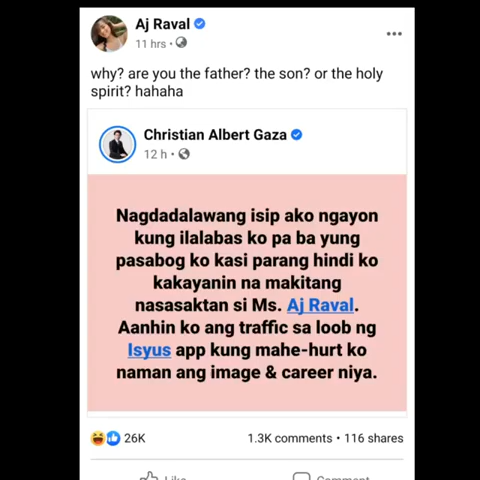 Aj Raval
11 hrs •
why? are you the father? the son? or the holy
spirit? hahaha
Christian Albert Gaza
12 h •
Nagdadalawang isip ako ngayon
kung ilalabas ko pa ba yung
pasabog ko kasi parang hindi ko
kakayanin na makitang
nasasaktan si Ms. Aj Raval.
Aanhin ko ang traffic sa loob ng
Isyus app kung mahe-hurt ko
naman ang image & career niya.
26K
1.3K comments • 116 shares
Like
Comment